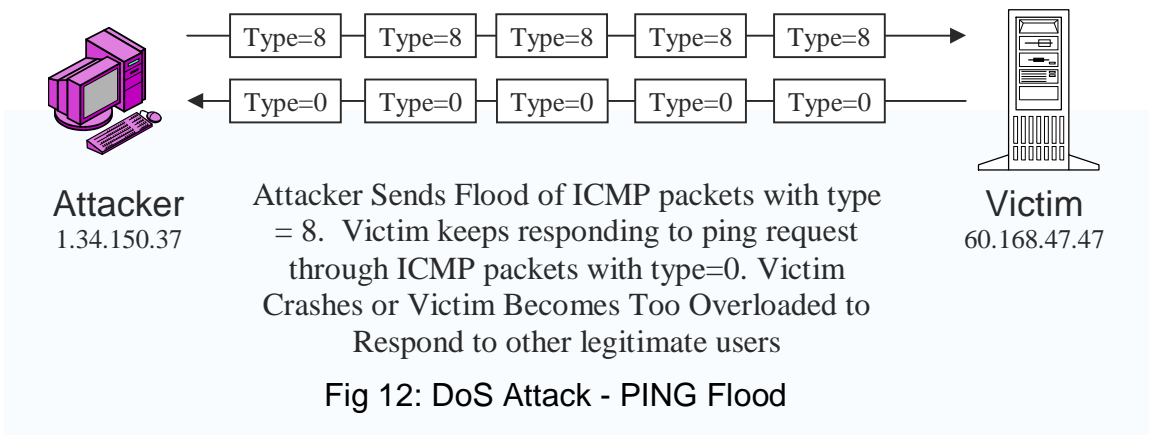 Type=8 Type=8 Type=8 Type=8 Type=8
Type=0 Type=0 Type=0 Type=0 Type=0
Attacker
1.34.150.37
Attacker Sends Flood of ICMP packets with type
= 8. Victim keeps responding to ping request
through ICMP packets with type=0. Victim
Crashes or Victim Becomes Too Overloaded to
Respond to other legitimate users
Victim
60.168.47.47
Fig 12: DoS Attack - PING Flood